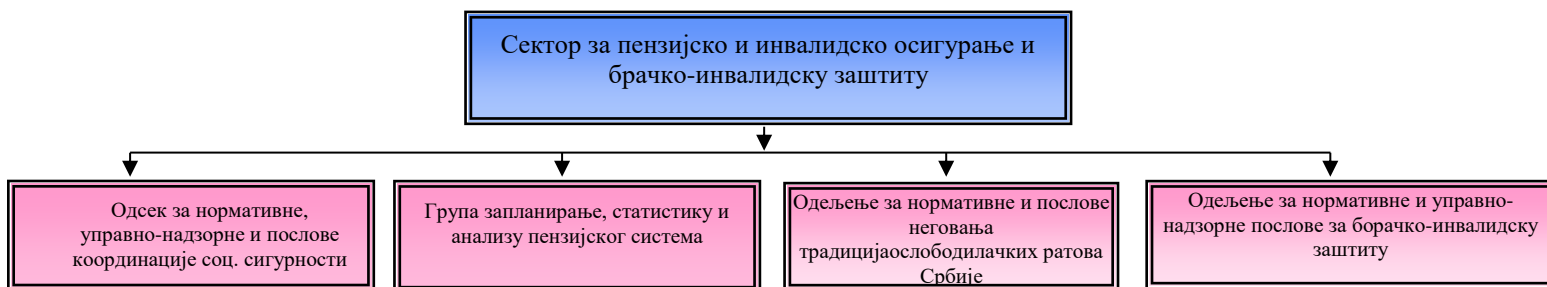 Сектор за пензијско и инвалидско осигурање и
брачко-инвалидску заштиту
Одсек за нормативне,
управно-надзорне и послове
координације соц. сигурности
Група запланирање, статистику и
анализу пензијског система
Одељење за нормативне и послове
неговања
традицијаослободилачких ратова
Србије
Одељење за нормативне и управно-
надзорне послове за борачко-инвалидску
заштиту